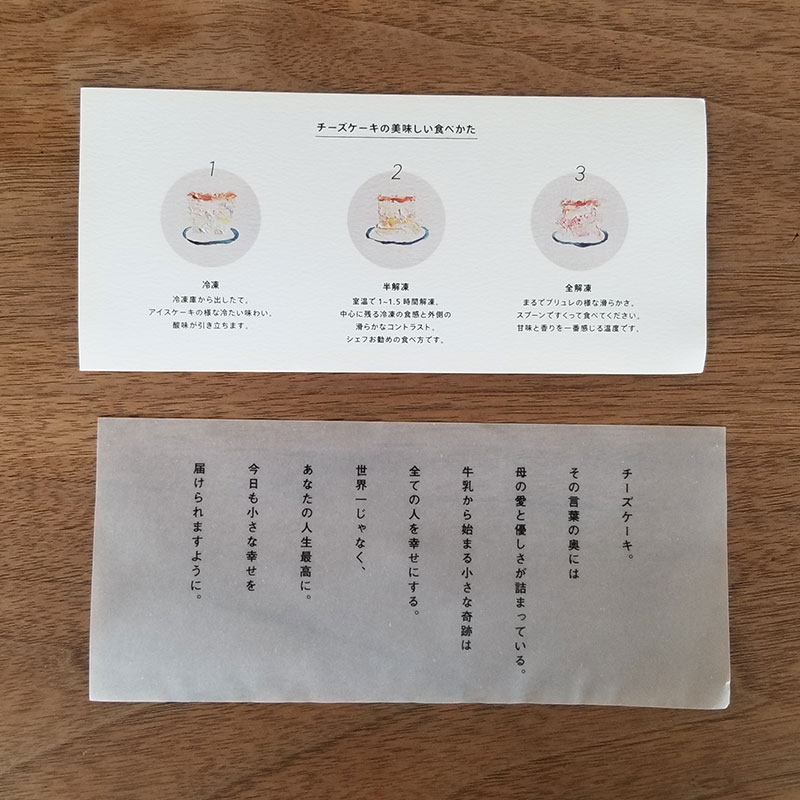 チーズケーキの美味しい食べかた
1
冷凍
冷凍庫から出したて。
アイスケーキの様な冷たい味わい。
酸味が引き立ちます。
2
半解凍
室温で1~1.5時間解凍。
中心に残る冷凍の食感と外側の
滑らかなコントラスト。
シェフお勧めの食べ方です。
3
全解凍
まるでブリュレの様な滑らかさ。
スプーンですくって食べてください。
甘味と香りを一番感じる温度です。
チーズケーキ。
その言葉の奥には
母の愛と優しさが詰まっている。
牛乳から始まる小さな奇跡は
全ての人を幸せにする。
世界一じゃなく、
あなたの人生最高に。
今日も小さな幸せを
届けられますように。